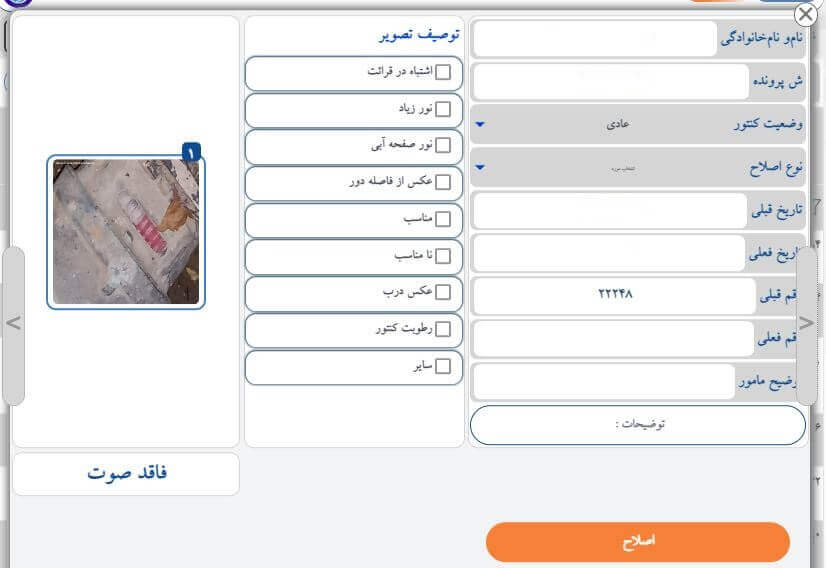 نام‌و نام‌خانوادگی
ش پرونده
وضعیت کنتور
عادی
نوع اصلاح
تاریخ قبلی
تاریخ فعلی
رقم قبلی
۲۲۲۴۸
رقم فعلی
توضیح مامور
توضیحات :
اصلاح
توصیف تصویر
اشتباه در قرائت
نور زیاد
نور صفحه آبی
عکس از فاصله دور
مناسب
نا مناسب
عکس درب
رطوبت کنتور
سایر
۱
فاقد صوت